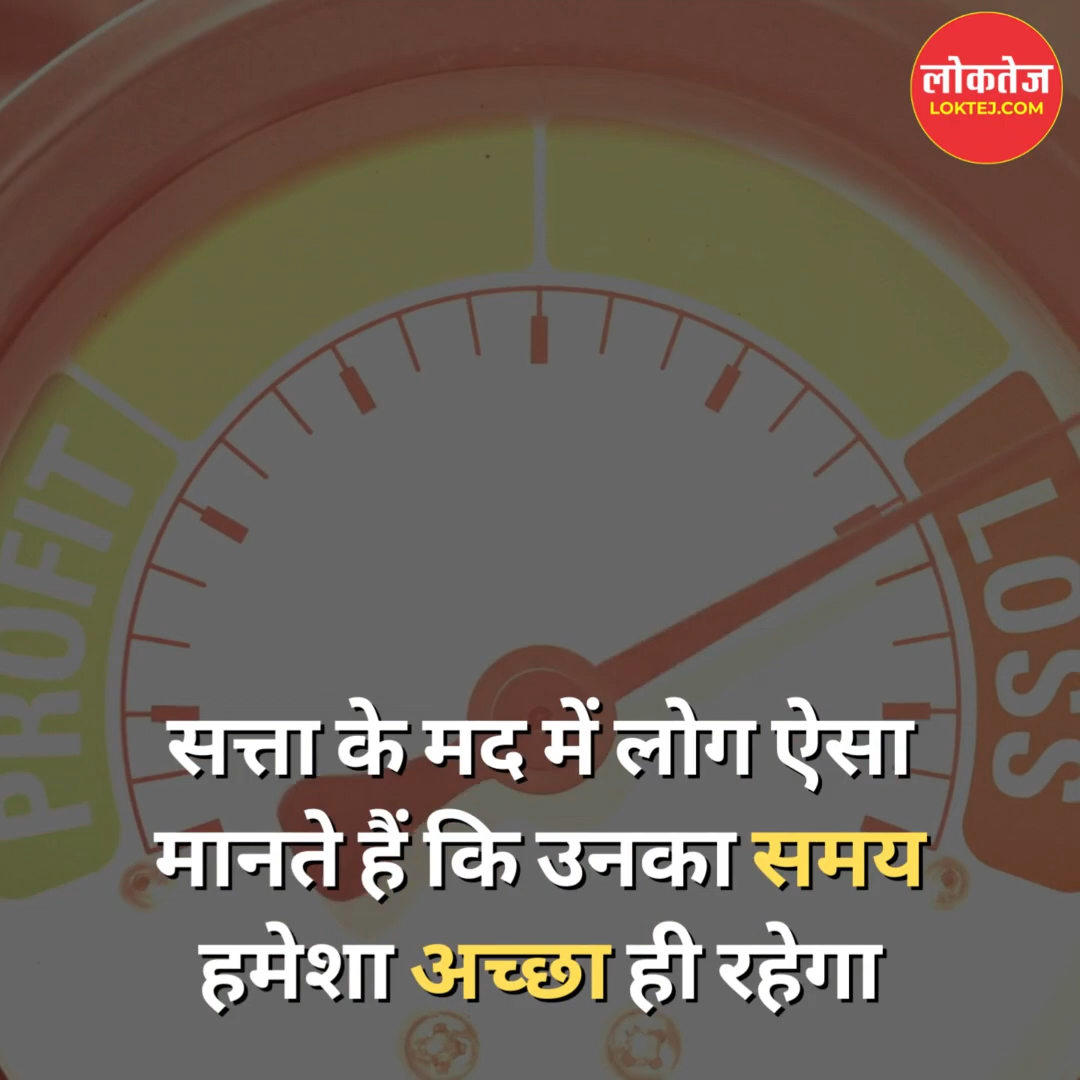 लोकतेज
LOKTEJ.COM
PROFIT
LOSS
सत्ता के मद में लोग ऐसा
मानते हैं कि उनका समय
हमेशा अच्छा ही रहेगा